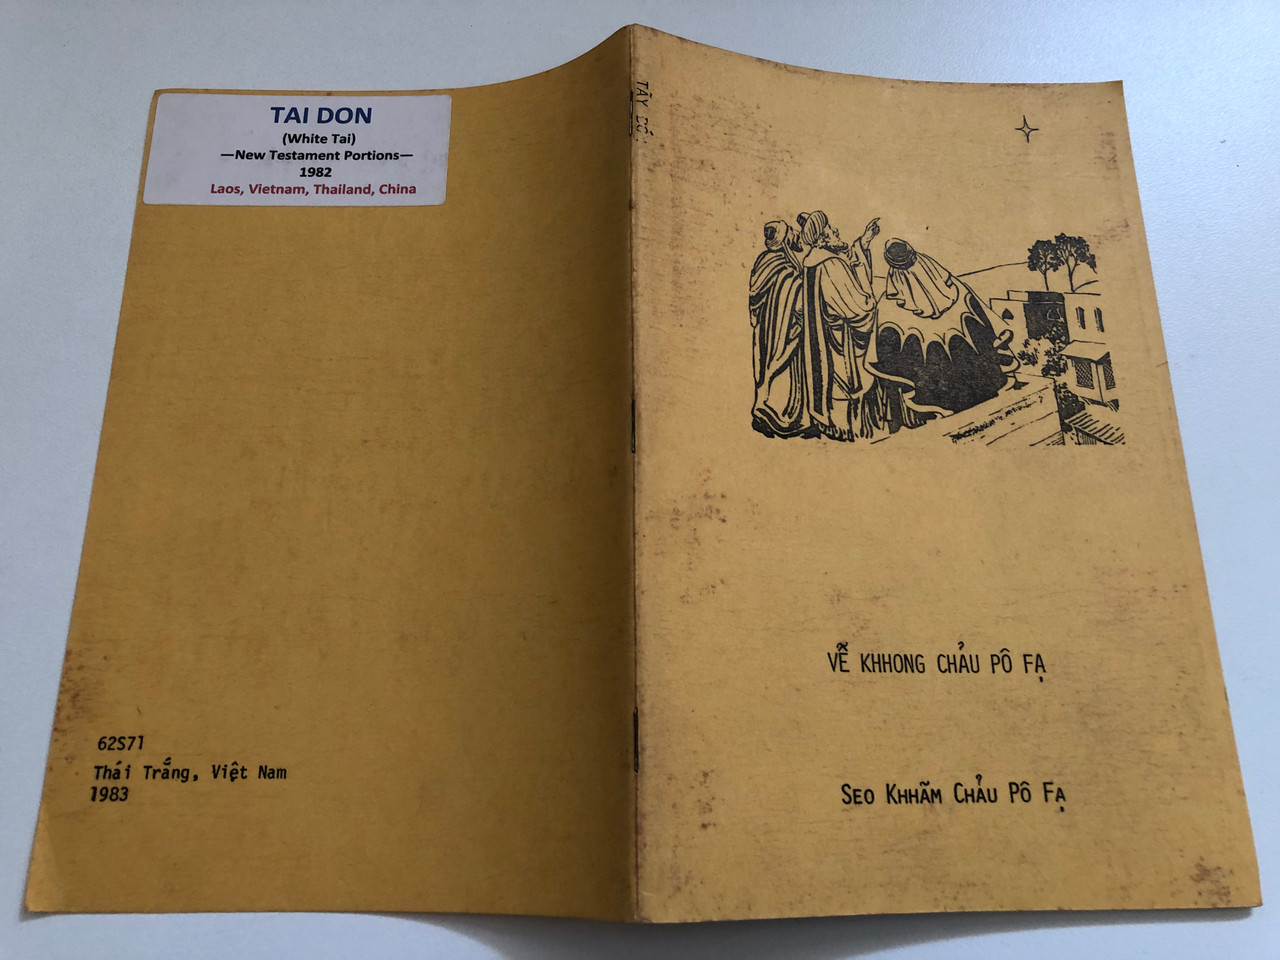 TAI DON
(White Tai)
—New Testament Portions—
1982
Laos, Vietnam, Thailand, China
62S71
Thái Trắng, Việt Nam
1983
VỄ KHHONG CHẢU PÔ FẠ
SEO KHHÃM CHẢU PÔ FẠ